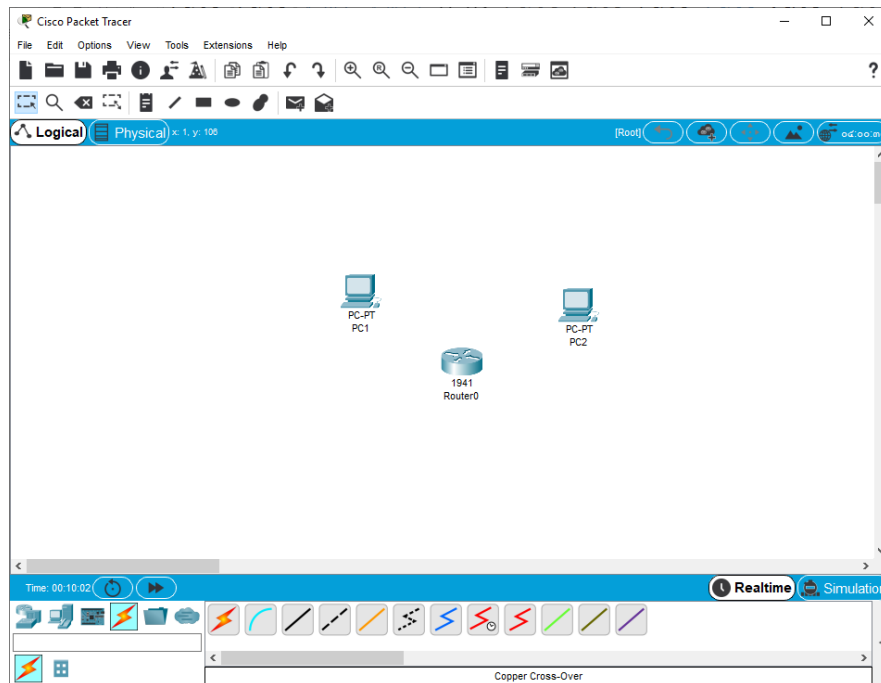 Cisco Packet Tracer
File Edit Options View Tools Extensions Help
?
Logical Physical x: 1, y: 106 [Root]
PC-PT
PC1
PC-PT
PC2
1941
Router0
Time: 00:10:02 Realtime Simulation
Copper Cross-Over